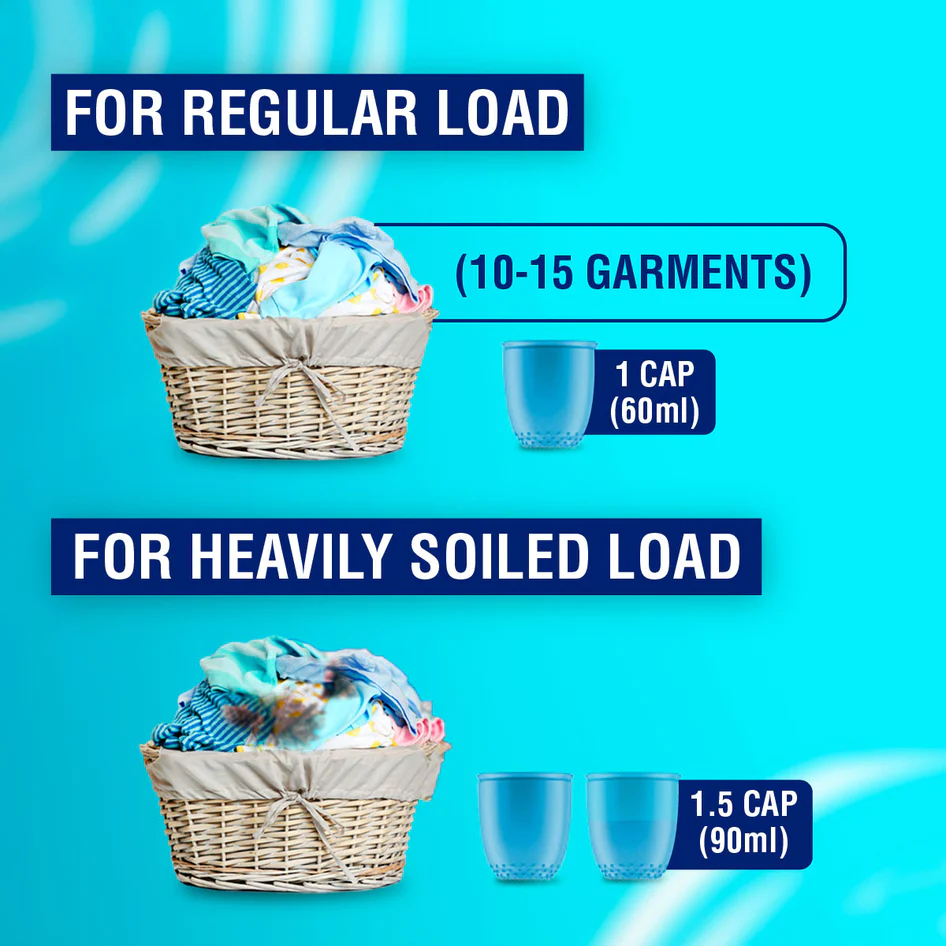 FOR REGULAR LOAD
(10-15 GARMENTS)
1 CAP
(60ml)
FOR HEAVILY SOILED LOAD
1.5 CAP
(90ml)